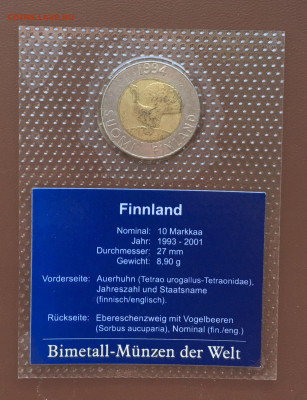 1994
SUOMI FINLAND
Finnland
Nominal: 10 Markkaa
Jahr: 1993 - 2001
Durchmesser: 27 mm
Gewicht: 8,90 g
Vorderseite: Auerhuhn (Tetrao urogallus-Tetraonidae),
Jahreszahl und Staatsname
(finnisch/englisch).
Rückseite: Ebereschenzweig mit Vogelbeeren
(Sorbus aucuparia), Nominal (fin./eng.)
Bimetall-Münzen der Welt